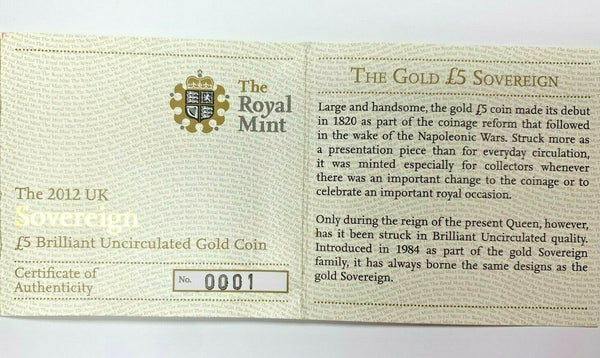 The
Royal
Mint
The 2012 UK
Sovereign
£5 Brilliant Uncirculated Gold Coin
Certificate of
Authenticity
No. 0001
THE GOLD £5 SOVEREIGN
Large and handsome, the gold £5 coin made its debut
in 1820 as part of the coinage reform that followed
in the wake of the Napoleonic Wars. Struck more as
a presentation piece than for everyday circulation,
it was minted especially for collectors whenever
there was an important change to the coinage or to
celebrate an important royal occasion.
Only during the reign of the present Queen, however,
has it been struck in Brilliant Uncirculated quality.
Introduced in 1984 as part of the gold Sovereign
family, it has always borne the same designs as the
gold Sovereign.